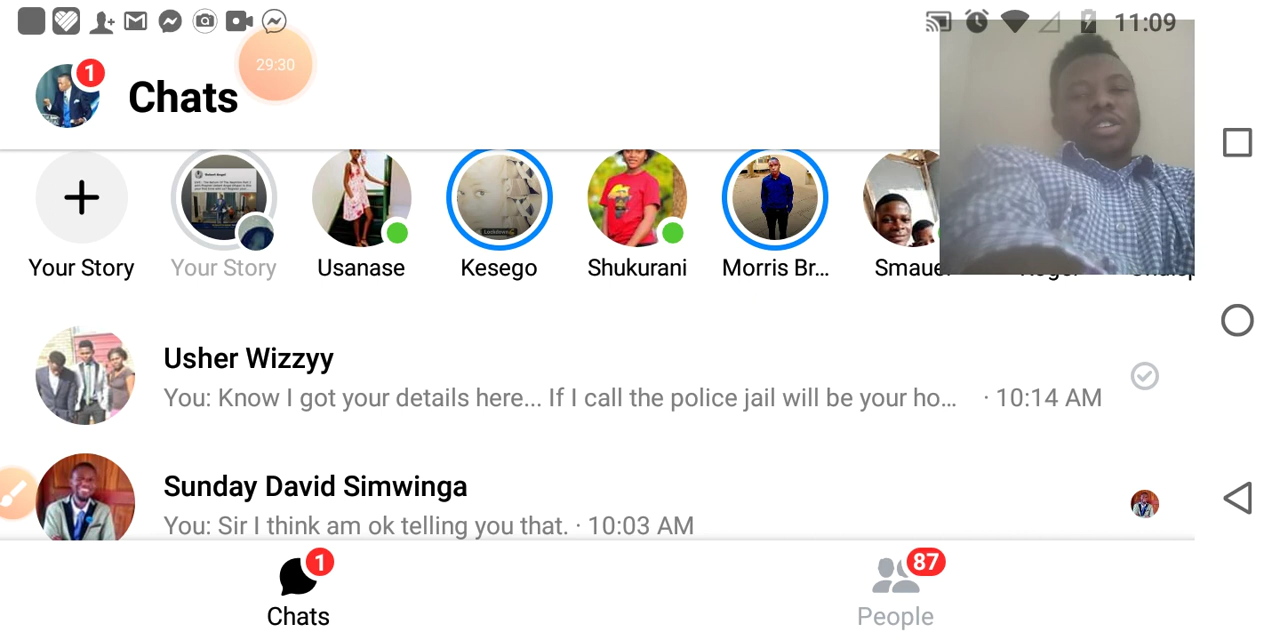 11:09
1
Chats
29:30
Your Story
Your Story
Usanase
Kesego
Shukurani
Morris Br...
Smaue
Usher Wizzyy
You: Know I got your details here... If I call the police jail will be your ho... · 10:14 AM
Sunday David Simwinga
You: Sir I think am ok telling you that. · 10:03 AM
1
Chats
87
People